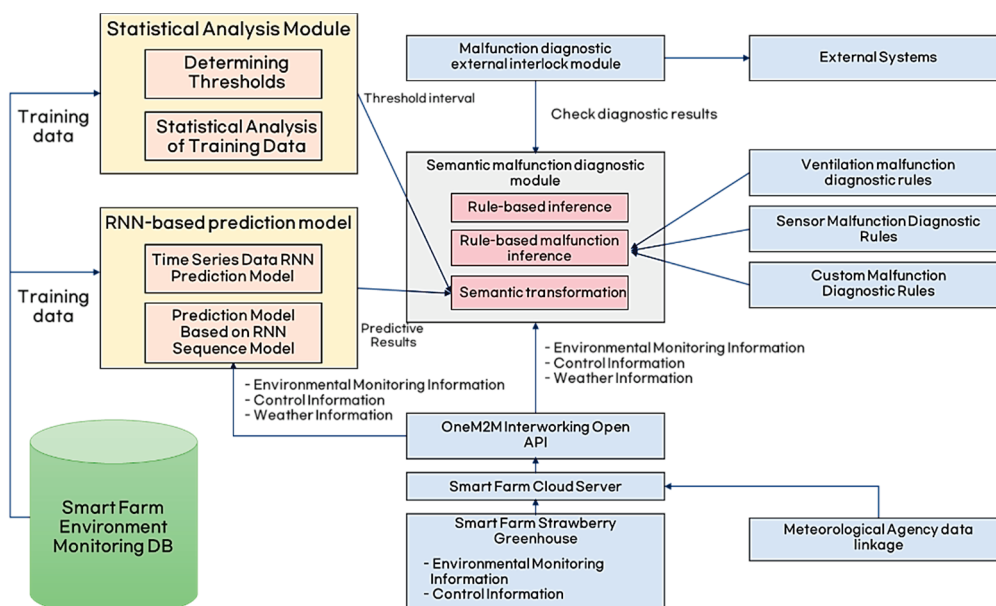 Statistical Analysis Module
Determining
Thresholds
Statistical Analysis
of Training Data
Training
data
Threshold interval
Malfunction diagnostic
external interlock module
External Systems
Check diagnostic results
Semantic malfunction diagnostic
module
Rule-based inference
Rule-based malfunction
inference
Semantic transformation
Ventilation malfunction
diagnostic rules
Sensor Malfunction Diagnostic
Rules
Custom Malfunction
Diagnostic Rules
RNN-based prediction model
Time Series Data RNN
Prediction Model
Prediction Model
Based on RNN
Sequence Model
Training
data
Predictive
Results
- Environmental Monitoring Information
- Control Information
- Weather Information
- Environmental Monitoring Information
- Control Information
- Weather Information
OneM2M Interworking Open
API
Smart Farm Cloud Server
Smart Farm Strawberry
Greenhouse
- Environmental Monitoring
Information
- Control Information
Meteorological Agency data
linkage
Smart Farm
Environment
Monitoring DB